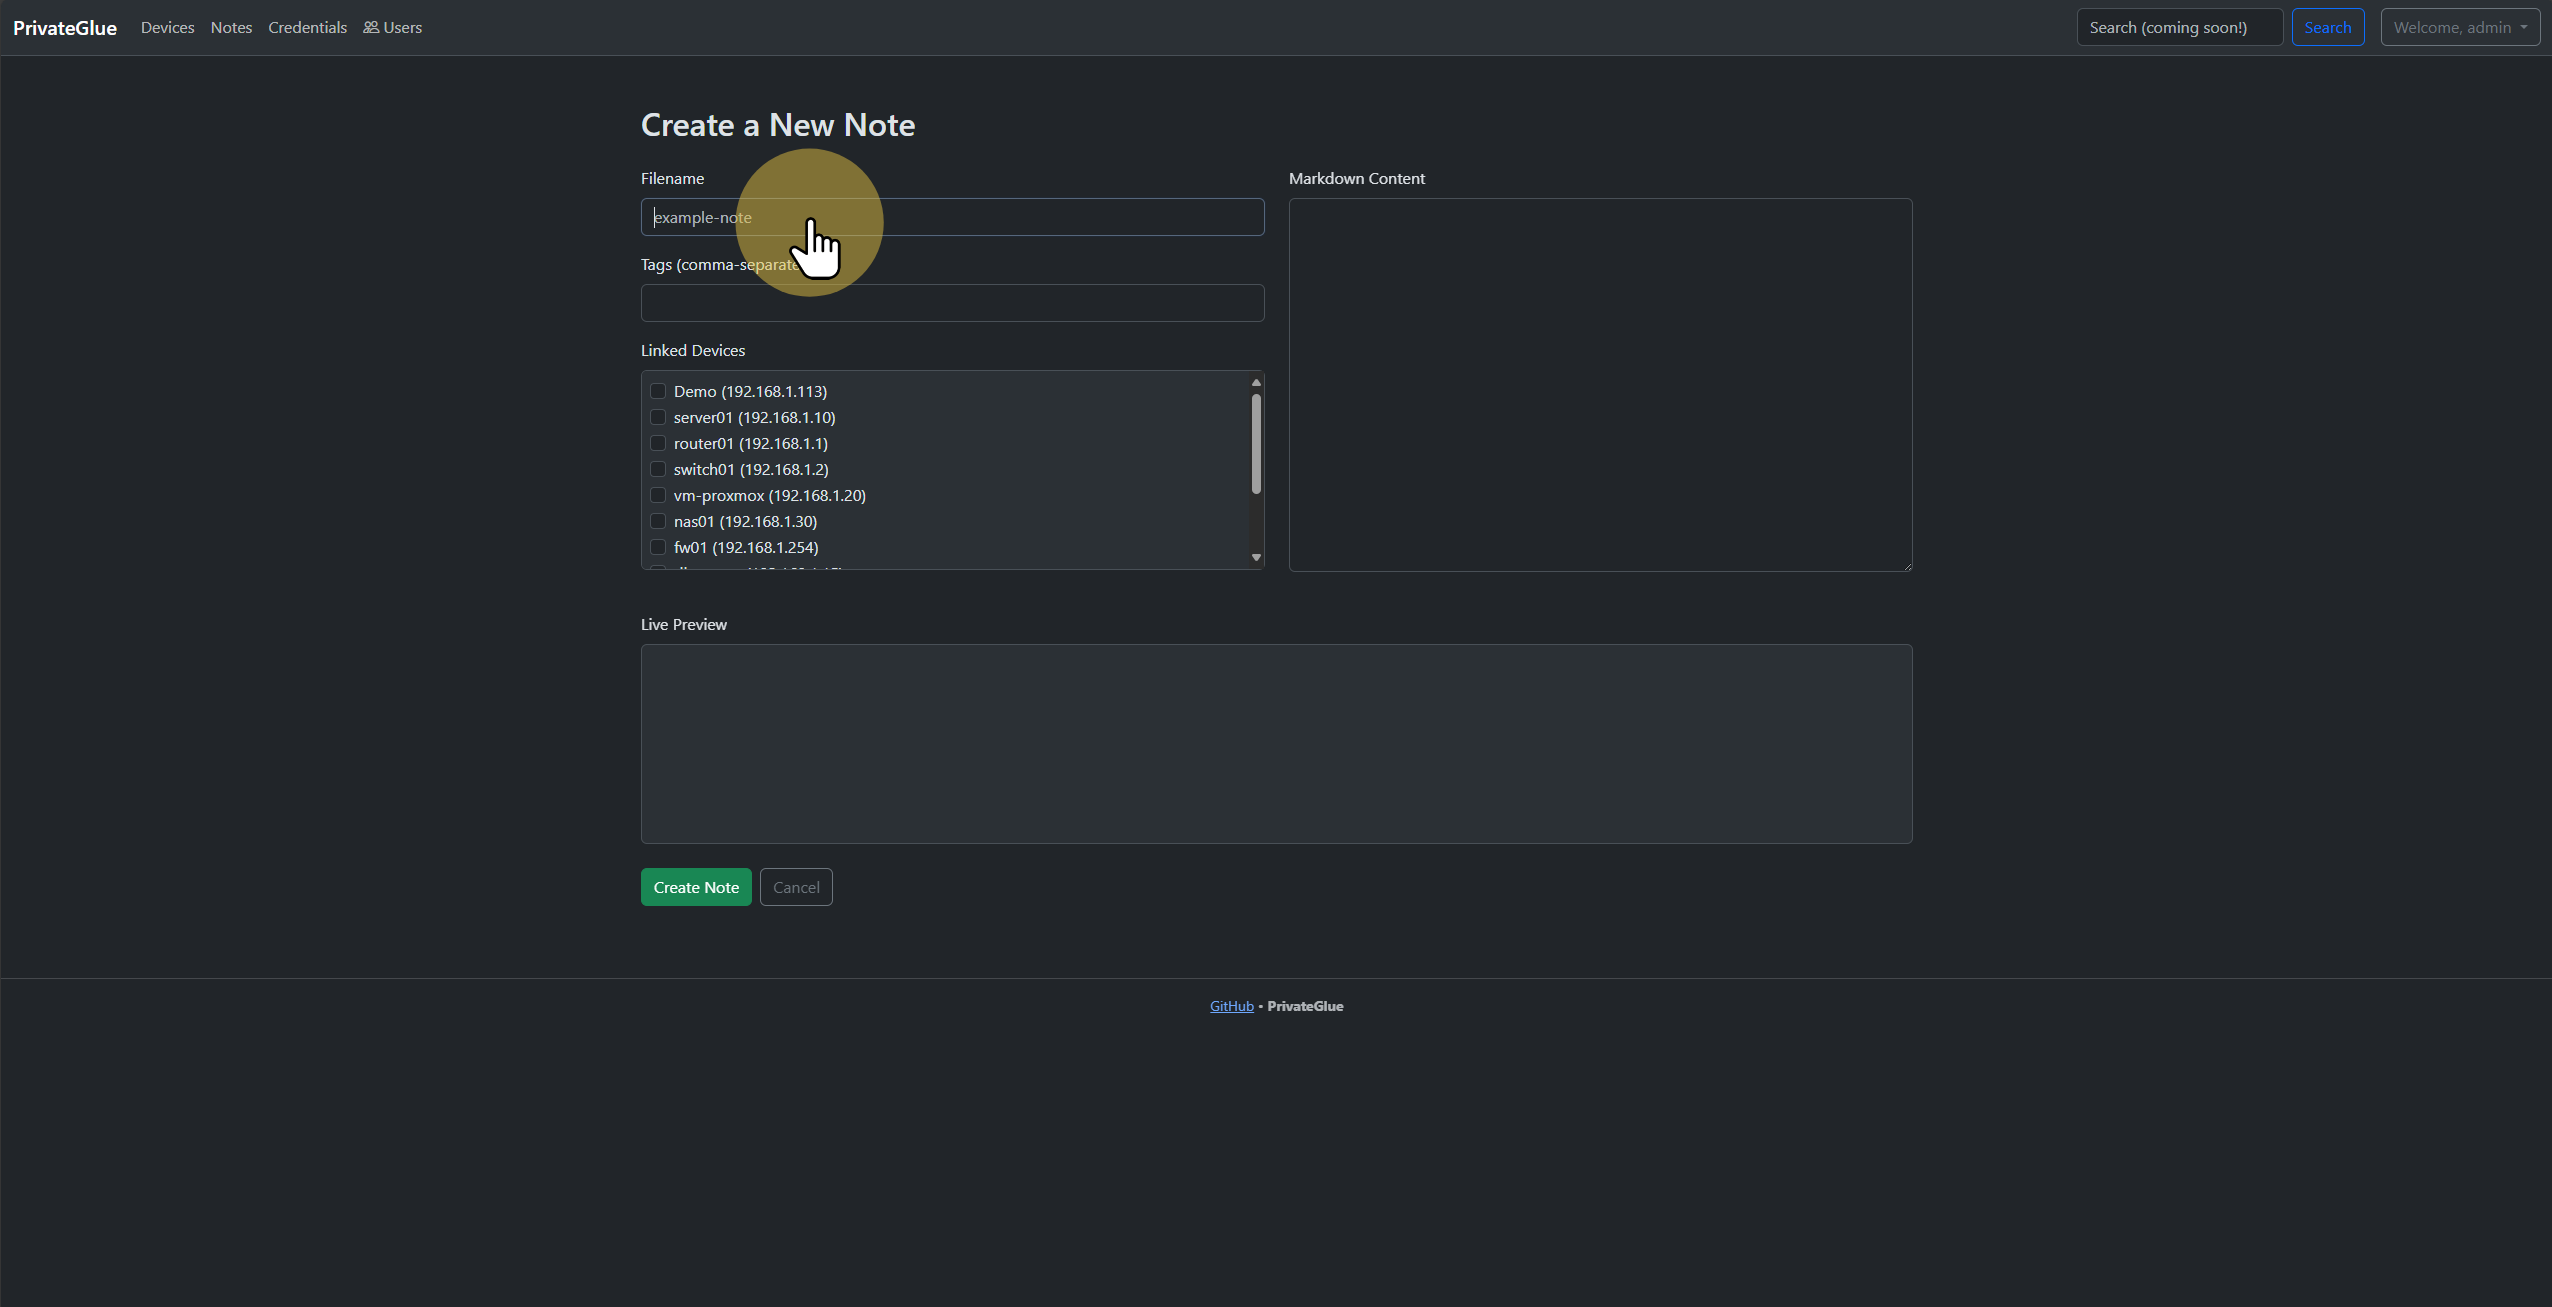 PrivateGlue Devices Notes Credentials Users Search (coming soon!) Search Welcome, admin
Create a New Note
Filename
example-note
Tags (comma-separate
Linked Devices
Demo (192.168.1.113)
server01 (192.168.1.10)
router01 (192.168.1.1)
switch01 (192.168.1.2)
vm-proxmox (192.168.1.20)
nas01 (192.168.1.30)
fw01 (192.168.1.254)
Markdown Content
Live Preview
Create Note Cancel
GitHub • PrivateGlue